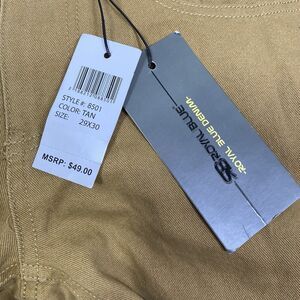 STYLE #: 8501
COLOR: TAN
SIZE: 29X30
MSRP: $49.00
ROYAL BLUE
-ROYAL BLUE DENIM-